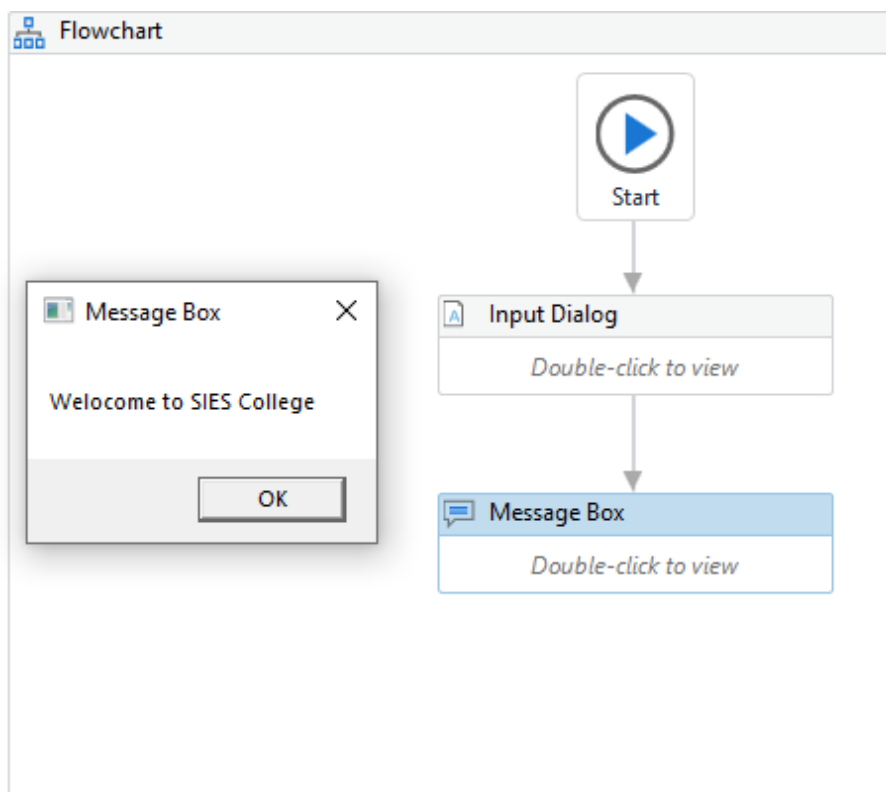 Flowchart
Start
Message Box
Welocome to SIES College
OK
Input Dialog
Double-click to view
Message Box
Double-click to view